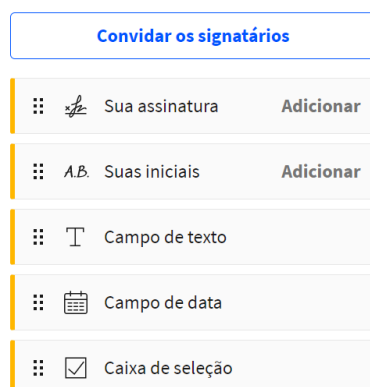 Convidar os signatários
Sua assinatura Adicionar
A.B. Suas iniciais Adicionar
Campo de texto
Campo de data
Caixa de seleção